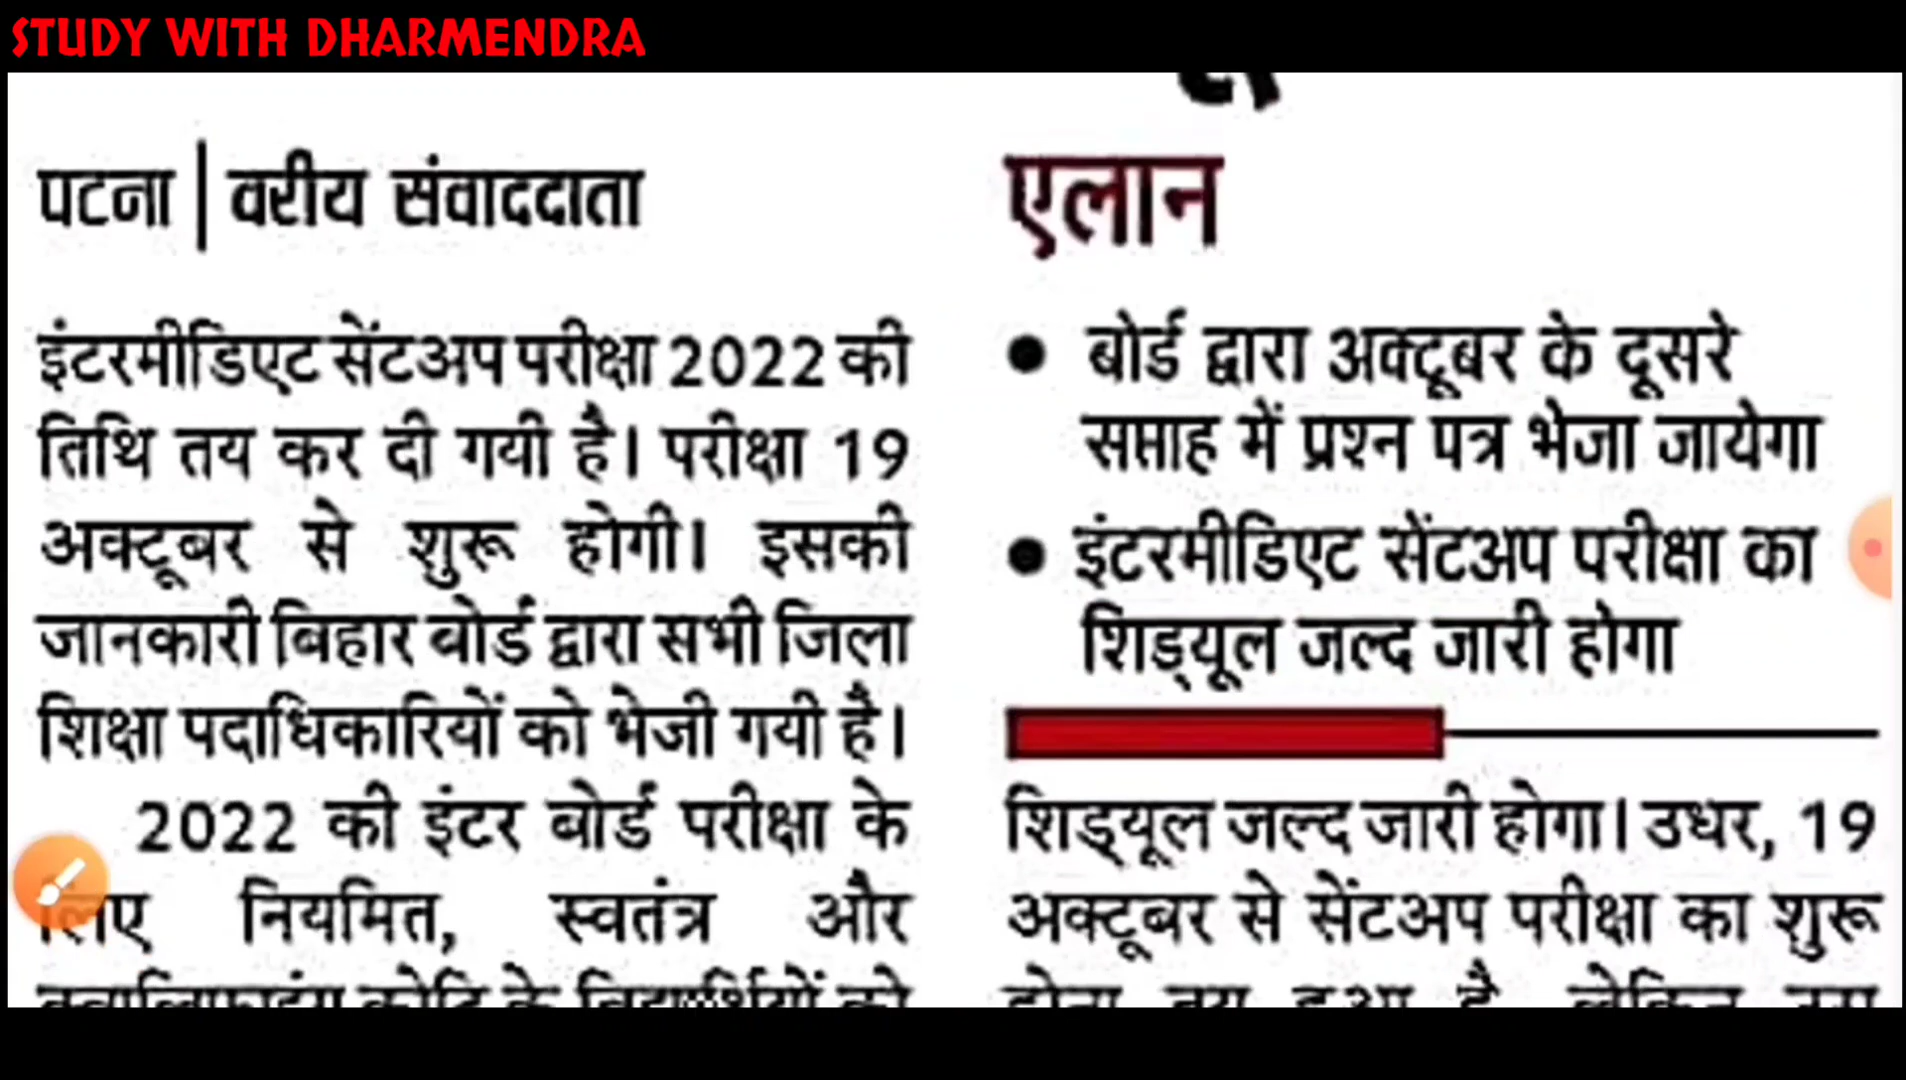 STUDY WITH DHARMENDRA
पटना | वरीय संवाददाता
इंटरमीडिएट सेंटअप परीक्षा 2022 की
तिथि तय कर दी गयी है। परीक्षा 19
अक्टूबर से शुरू होगी। इसकी
जानकारी बिहार बोर्ड द्वारा सभी जिला
शिक्षा पदाधिकारियों को भेजी गयी है।
2022 की इंटर बोर्ड परीक्षा के
लिए नियमित, स्वतंत्र और
एलान
• बोर्ड द्वारा अक्टूबर के दूसरे
सप्ताह में प्रश्न पत्र भेजा जायेगा
• इंटरमीडिएट सेंटअप परीक्षा का
शिड्यूल जल्द जारी होगा
शिड्यूल जल्द जारी होगा। उधर, 19
अक्टूबर से सेंटअप परीक्षा का शुरू